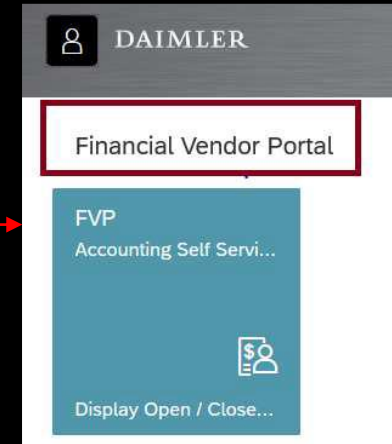 DAIMLER
Financial Vendor Portal
FVP
Accounting Self Servi...
Display Open / Close...